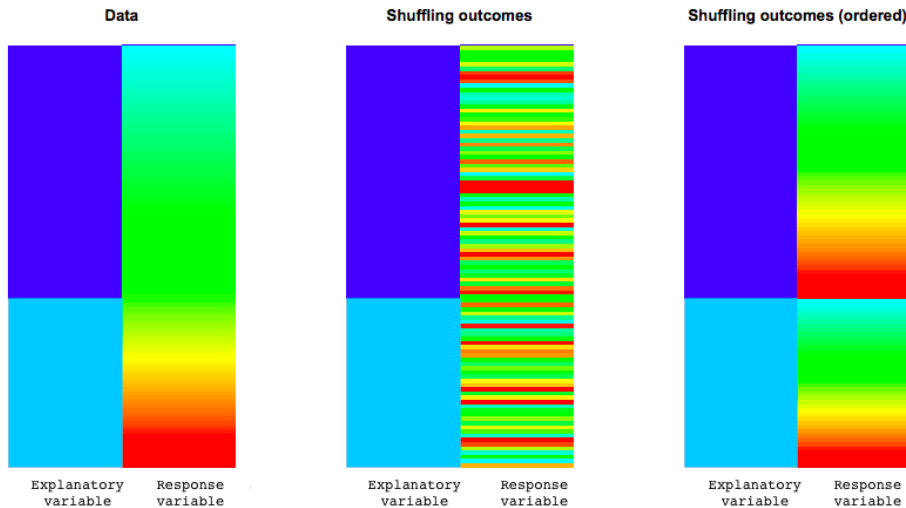 Data
Shuffling outcomes
Shuffling outcomes (ordered)
Explanatory Response
variable variable
Explanatory Response
variable variable
Explanatory Response
variable variable